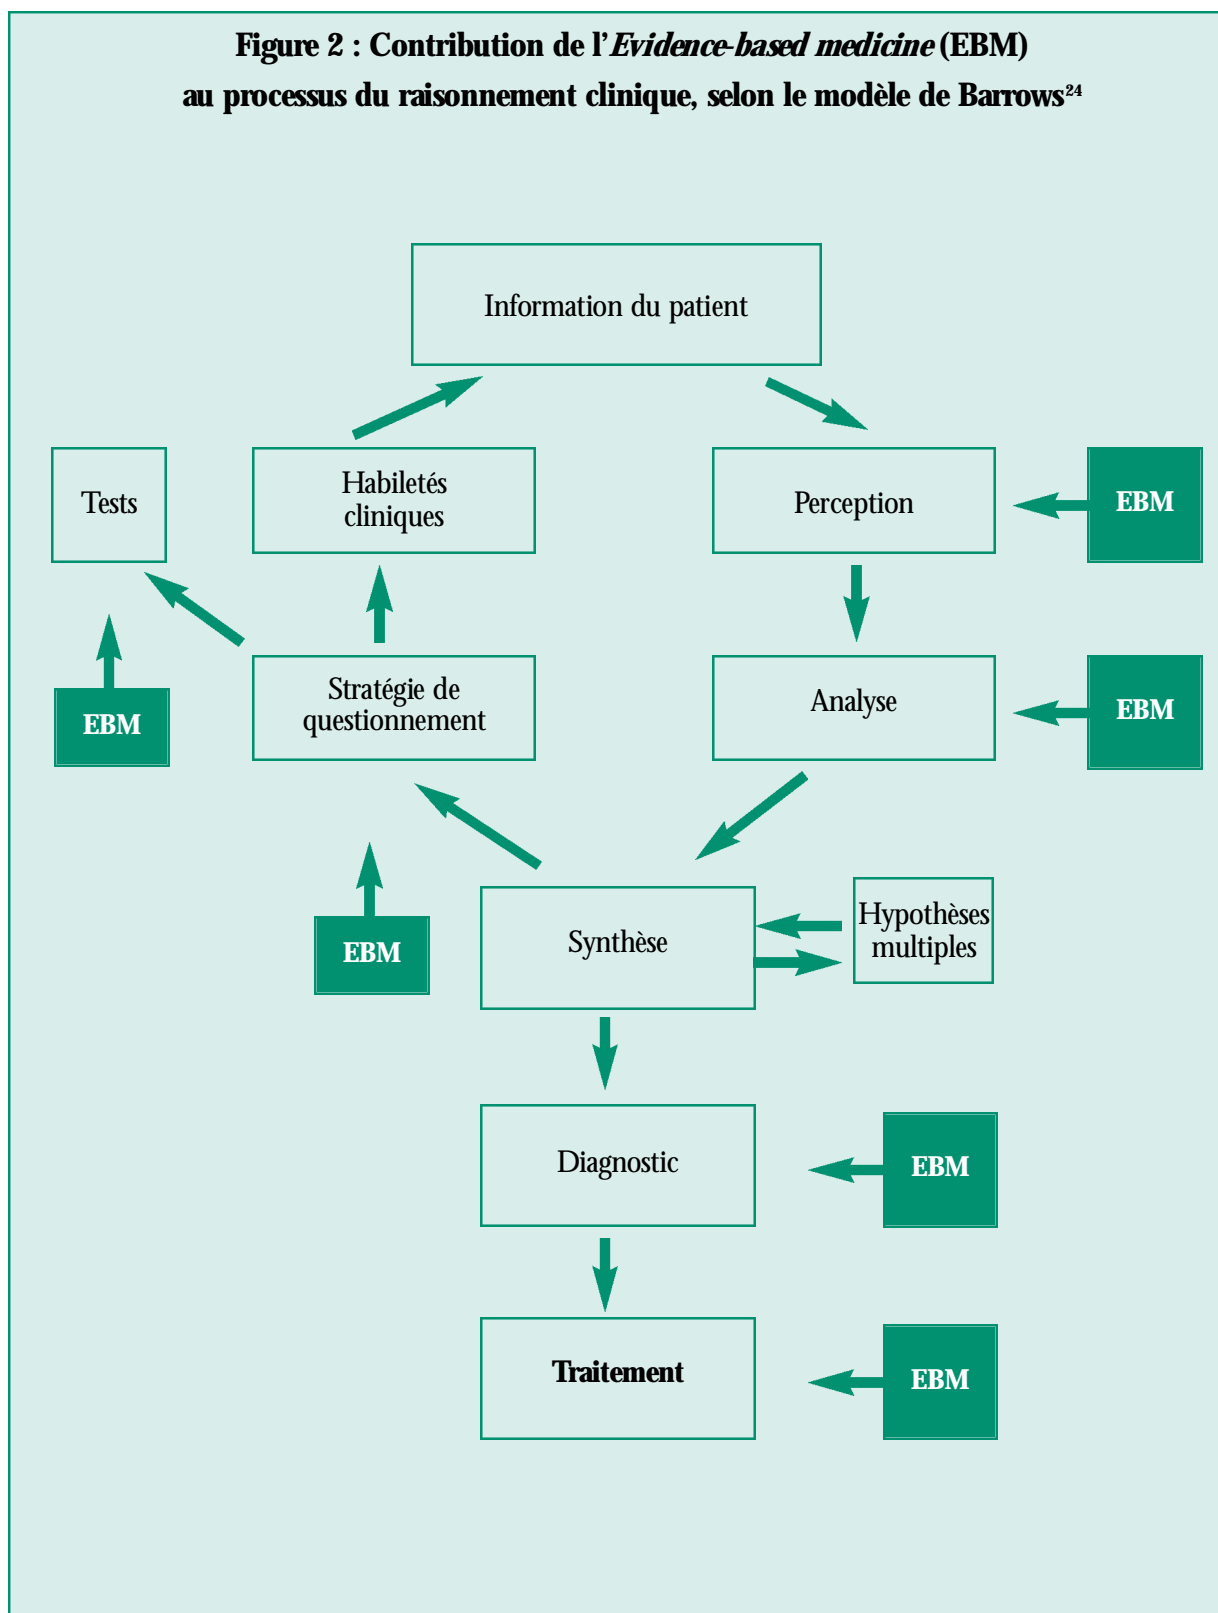 Figure 2 : Contribution de l'Evidence-based medicine (EBM)
au processus du raisonnement clinique, selon le modèle de Barrows24
Information du patient
Tests
Habiletés
cliniques
Perception
EBM
EBM
Stratégie de
questionnement
Analyse
EBM
EBM
Synthèse
Hypothèses
multiples
Diagnostic
EBM
Traitement
EBM